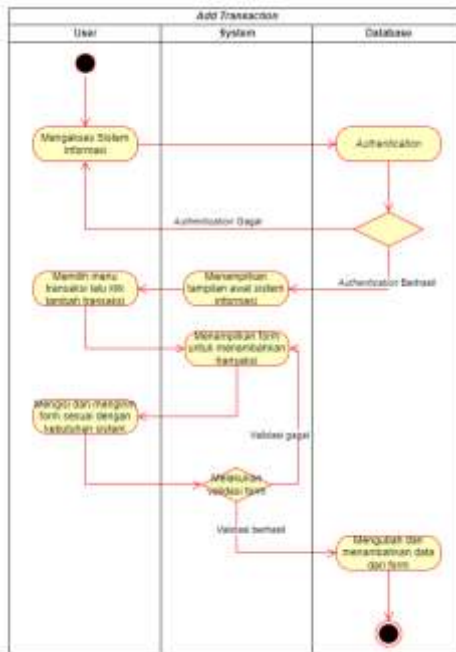 Add Transaction
User
System
Database
Mengakses Sistem
Informasi
Authentication
Authentication Gagal
Authentication Berhasil
Memilih menu
transaksi lalu klik
tambah transaksi
Menampilkan
tampilan awal sistem
informasi
Menampilkan form
untuk menambahkan
transaksi
Mengisi dan mengirim
form sesuai dengan
kebutuhan sistem
Validasi gagal
Melakukan
validasi form
Validasi berhasil
Mengubah dan
menambahkan data
dari form